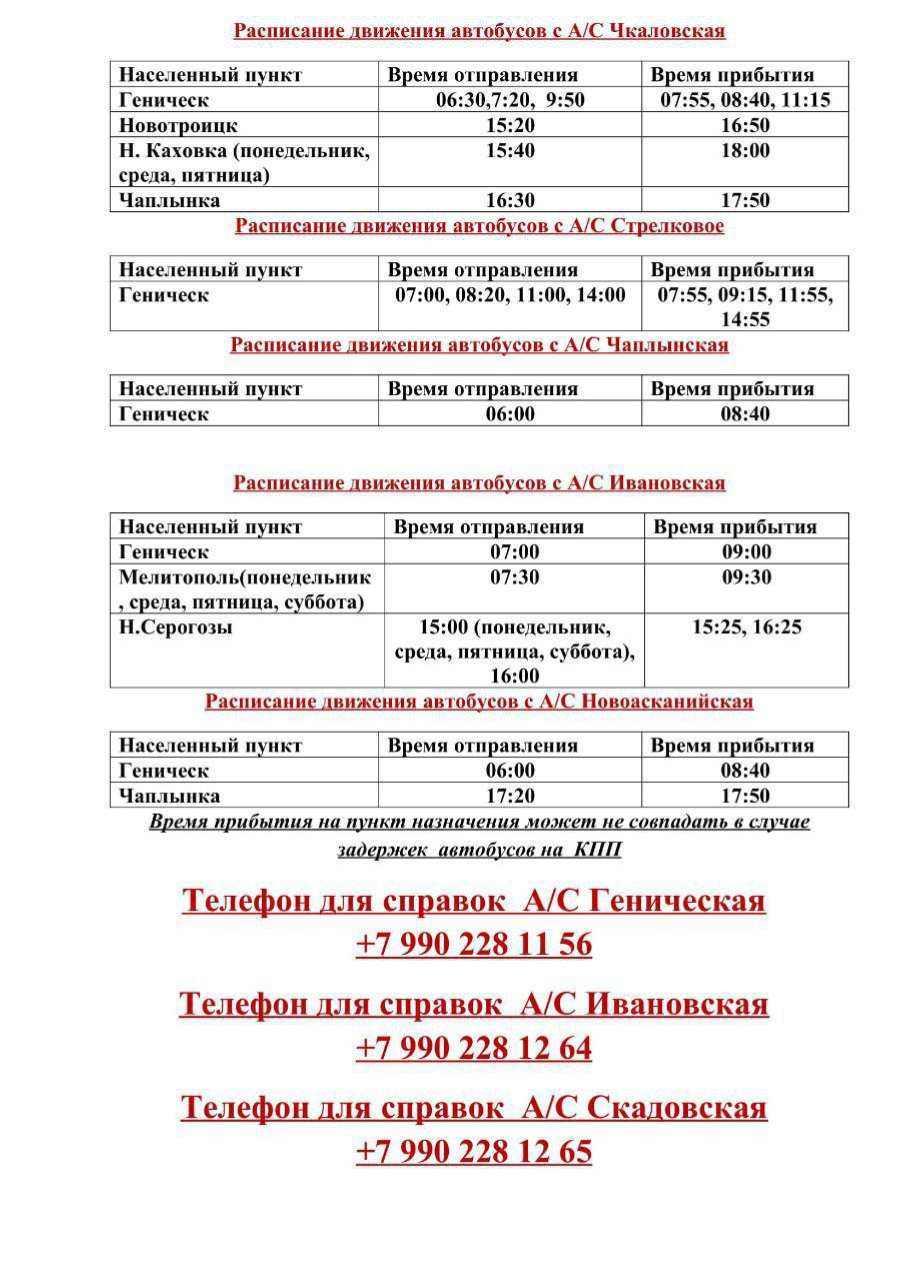 Расписание движения автобусов с А/С Чкаловская
Населенный пункт Время отправления Время прибытия
Геническ 06:30,7:20, 9:50 07:55, 08:40, 11:15
Новотроицк 15:20 16:50
Н. Каховка (понедельник, 15:40 18:00
среда, пятница)
Чаплынка 16:30 17:50
Расписание движения автобусов с А/С Стрелковое
Населенный пункт Время отправления Время прибытия
Геническ 07:00, 08:20, 11:00, 14:00 07:55, 09:15, 11:55,
14:55
Расписание движения автобусов с А/С Чаплынская
Населенный пункт Время отправления Время прибытия
Геническ 06:00 08:40
Расписание движения автобусов с А/С Ивановская
Населенный пункт Время отправления Время прибытия
Геническ 07:00 09:00
Мелитополь(понедельник 07:30 09:30
, среда, пятница, суббота)
Н.Серогозы 15:00 (понедельник, 15:25, 16:25
среда, пятница, суббота),
16:00
Расписание движения автобусов с А/С Новоасканийская
Населенный пункт Время отправления Время прибытия
Геническ 06:00 08:40
Чаплынка 17:20 17:50
Время прибытия на пункт назначения может не совпадать в случае
задержек автобусов на КПП
Телефон для справок А/С Геническая
+7 990 228 11 56
Телефон для справок А/С Ивановская
+7 990 228 12 64
Телефон для справок А/С Скадовская
+7 990 228 12 65